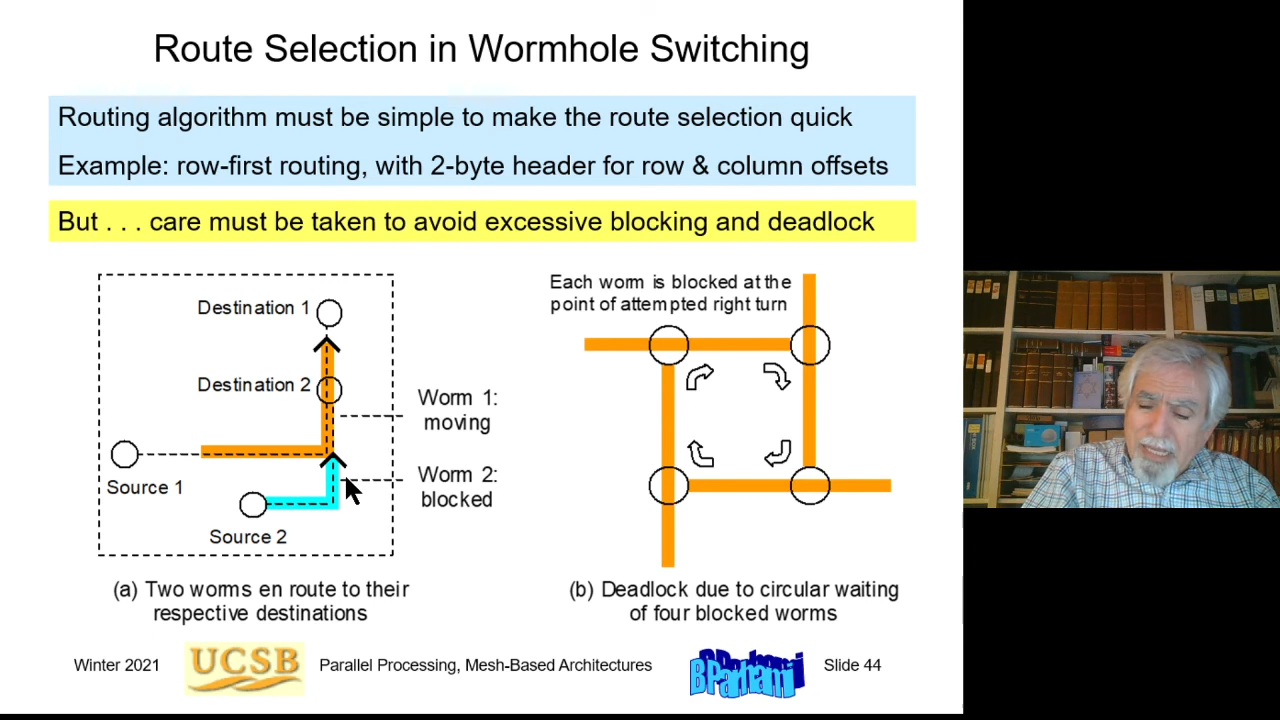 Route Selection in Wormhole Switching
Routing algorithm must be simple to make the route selection quick
Example: row-first routing, with 2-byte header for row & column offsets
But . . . care must be taken to avoid excessive blocking and deadlock
Destination 1
Destination 2
Worm 1:
moving
Source 1
Worm 2:
blocked
Source 2
(a) Two worms en route to their
respective destinations
Each worm is blocked at the
point of attempted right turn
(b) Deadlock due to circular waiting
of four blocked worms
Winter 2021
UCSB
Parallel Processing, Mesh-Based Architectures
B Parhami
Slide 44